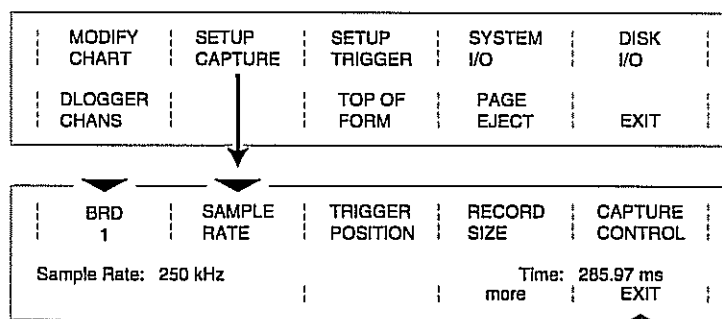 MODIFY SETUP SETUP SYSTEM DISK
CHART CAPTURE TRIGGER I/O I/O
DLOGGER TOP OF PAGE
CHANS FORM EJECT EXIT
BRD SAMPLE TRIGGER RECORD CAPTURE
1 RATE POSITION SIZE CONTROL
Sample Rate: 250 kHz Time: 285.97 ms
more EXIT